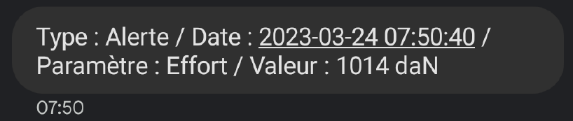 Type : Alerte / Date : 2023-03-24 07:50:40 /
Paramètre : Effort / Valeur : 1014 daN
07:50